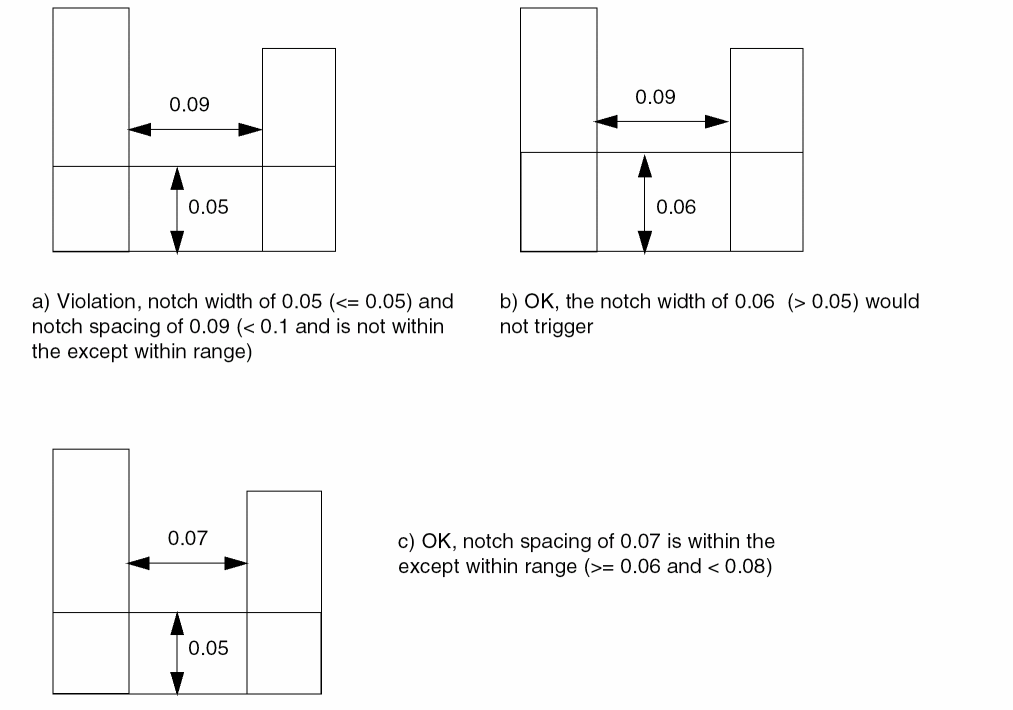 0.09
0.05
0.09
0.06
a) Violation, notch width of 0.05 (<= 0.05) and
notch spacing of 0.09 (< 0.1 and is not within
the except within range)
b) OK, the notch width of 0.06 (> 0.05) would
not trigger
0.07
0.05
c) OK, notch spacing of 0.07 is within the
except within range (>= 0.06 and < 0.08)